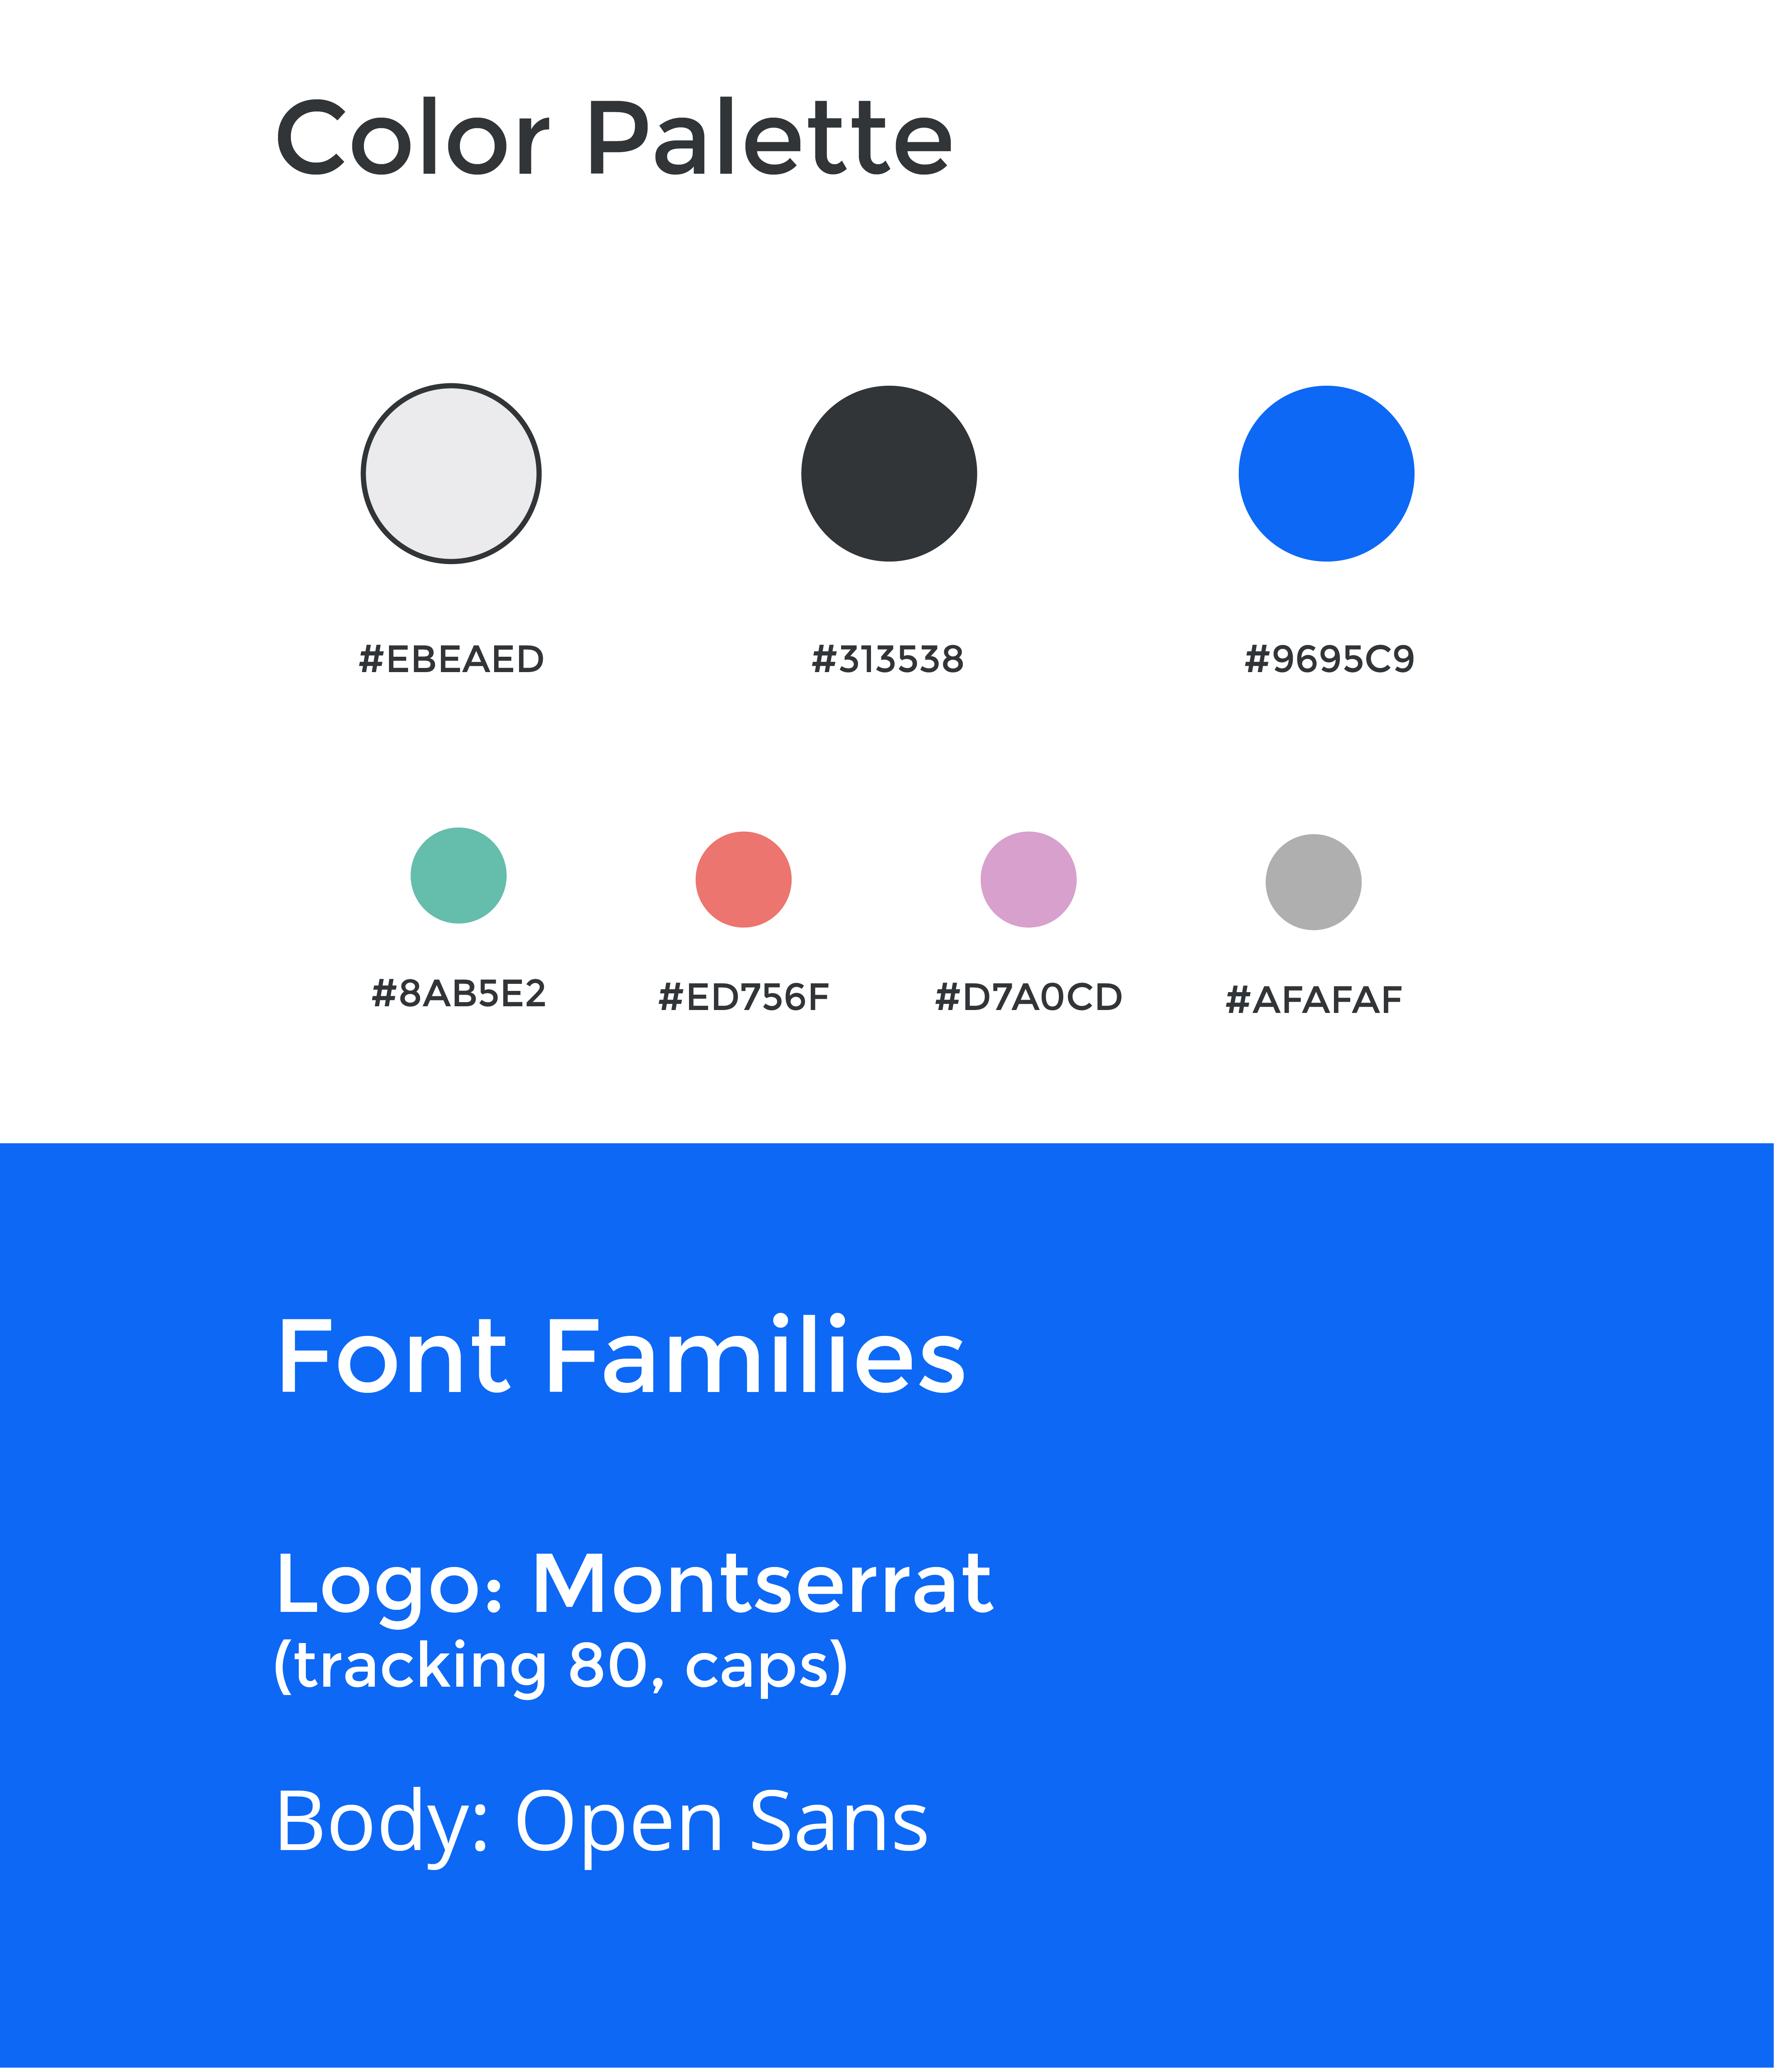 Color Palette
#EBEAED #313538 #9695C9
#8AB5E2 #ED756F #D7A0CD #AFAFAF
Font Families
Logo: Montserrat
(tracking 80, caps)
Body: Open Sans